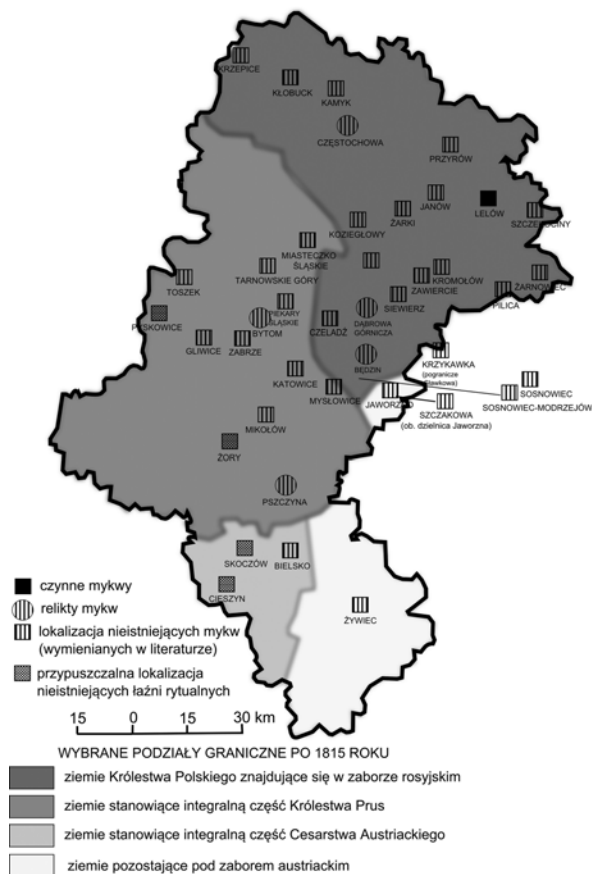 KRZEPICE
KŁOBUCK
KAMYK
CZĘSTOCHOWA
PRZYRÓW
JANÓW
LELÓW
SZCZEKOCINY
ŻARKI
KOZIEGŁOWY
MIASTECZKO
ŚLĄSKIE
TARNOWSKIE GÓRY
TOSZEK
KROMOŁÓW
ŻARNOWIEC
ZAWIERCIE
PILICA
SIEWIERZ
PIEKARY
ŚLĄSKIE
PYSKOWICE
BYTOM
CZELADŹ
DĄBROWA
GÓRNICZA
GLIWICE
ZABRZE
BĘDZIN
KRZYKAWKA
(pogranicze
Sławkowa)
KATOWICE
MYSŁOWICE
JAWORZNO
SOSNOWIEC
SOSNOWIEC-MODRZEJÓW
SZCZAKOWA
(ob. dzielnica Jaworzna)
MIKOŁÓW
ŻORY
PSZCZYNA
SKOCZÓW
BIELSKO
CIESZYN
ŻYWIEC
czynne mykwy
relikty mykw
lokalizacja nieistniejących mykw
(wymienianych w literaturze)
przypuszczalna lokalizacja
nieistniejących łaźni rytualnych
15 0 15 30 km
WYBRANE PODZIAŁY GRANICZNE PO 1815 ROKU
ziemie Królestwa Polskiego znajdujące się w zaborze rosyjskim
ziemie stanowiące integralną część Królestwa Prus
ziemie stanowiące integralną część Cesarstwa Austriackiego
ziemie pozostające pod zaborem austriackim